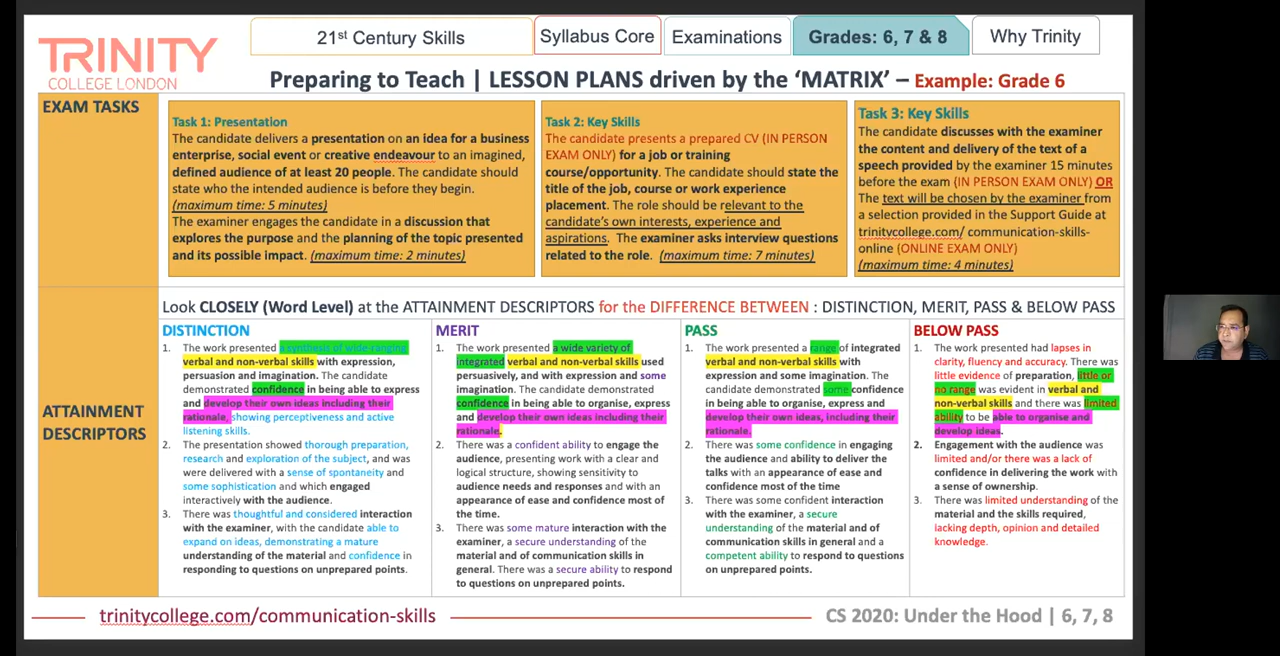 TRINITY
COLLEGE LONDON
21st Century Skills
Syllabus Core
Examinations
Grades: 6, 7 & 8
Why Trinity
Preparing to Teach | LESSON PLANS driven by the ‘MATRIX’ – Example: Grade 6
EXAM TASKS
Task 1: Presentation
The candidate delivers a presentation on an idea for a business
enterprise, social event or creative endeavour to an imagined,
defined audience of at least 20 people. The candidate should
state who the intended audience is before they begin.
(maximum time: 5 minutes)
The examiner engages the candidate in a discussion that
explores the purpose and the planning of the topic presented
and its possible impact. (maximum time: 2 minutes)
Task 2: Key Skills
The candidate presents a prepared CV (IN PERSON
EXAM ONLY) for a job or training
course/opportunity. The candidate should state the
title of the job, course or work experience
placement. The role should be relevant to the
candidate’s own interests, experience and
aspirations. The examiner asks interview questions
related to the role. (maximum time: 7 minutes)
Task 3: Key Skills
The candidate discusses with the examiner
the content and delivery of the text of a
speech provided by the examiner 15 minutes
before the exam (IN PERSON EXAM ONLY) OR
The text will be chosen by the examiner from
a selection provided in the Support Guide at
trinitycollege.com/ communication-skills-
online (ONLINE EXAM ONLY)
(maximum time: 4 minutes)
ATTAINMENT
DESCRIPTORS
Look CLOSELY (Word Level) at the ATTAINMENT DESCRIPTORS for the DIFFERENCE BETWEEN : DISTINCTION, MERIT, PASS & BELOW PASS
DISTINCTION
1. The work presented a synthesis of wide ranging
verbal and non-verbal skills with expression,
persuasion and imagination. The candidate
demonstrated confidence in being able to express
and develop their own ideas including their
rationale, showing perceptiveness and active
listening skills.
2. The presentation showed thorough preparation,
research and exploration of the subject, and was
were delivered with a sense of spontaneity and
some sophistication and which engaged
interactively with the audience.
3. There was thoughtful and considered interaction
with the examiner, with the candidate able to
expand on ideas, demonstrating a mature
understanding of the material and confidence in
responding to questions on unprepared points.
MERIT
1. The work presented a wide variety of
integrated verbal and non-verbal skills used
persuasively, and with expression and some
imagination. The candidate demonstrated
confidence in being able to organise, express
and develop their own ideas including their
rationale.
2. There was a confident ability to engage the
audience, presenting work with a clear and
logical structure, showing sensitivity to
audience needs and responses and with an
appearance of ease and confidence most of
the time.
3. There was some mature interaction with the
examiner, a secure understanding of the
material and of communication skills in
general. There was a secure ability to respond
to questions on unprepared points.
PASS
1. The work presented a range of integrated
verbal and non-verbal skills with
expression and some imagination. The
candidate demonstrated some confidence
in being able to organise, express and
develop their own ideas, including their
rationale.
2. There was some confidence in engaging
the audience and ability to deliver the
talks with an appearance of ease and
confidence most of the time
3. There was some confident interaction
with the examiner, a secure
understanding of the material and of
communication skills in general and a
competent ability to respond to questions
on unprepared points.
BELOW PASS
1. The work presented had lapses in
clarity, fluency and accuracy. There was
little evidence of preparation, little or
no range was evident in verbal and
non-verbal skills and there was limited
ability to be able to organise and
develop ideas.
2. Engagement with the audience was
limited and/or there was a lack of
confidence in delivering the work with
a sense of ownership.
3. There was limited understanding of the
material and the skills required,
lacking depth, opinion and detailed
knowledge.
trinitycollege.com/communication-skills
CS 2020: Under the Hood | 6, 7, 8